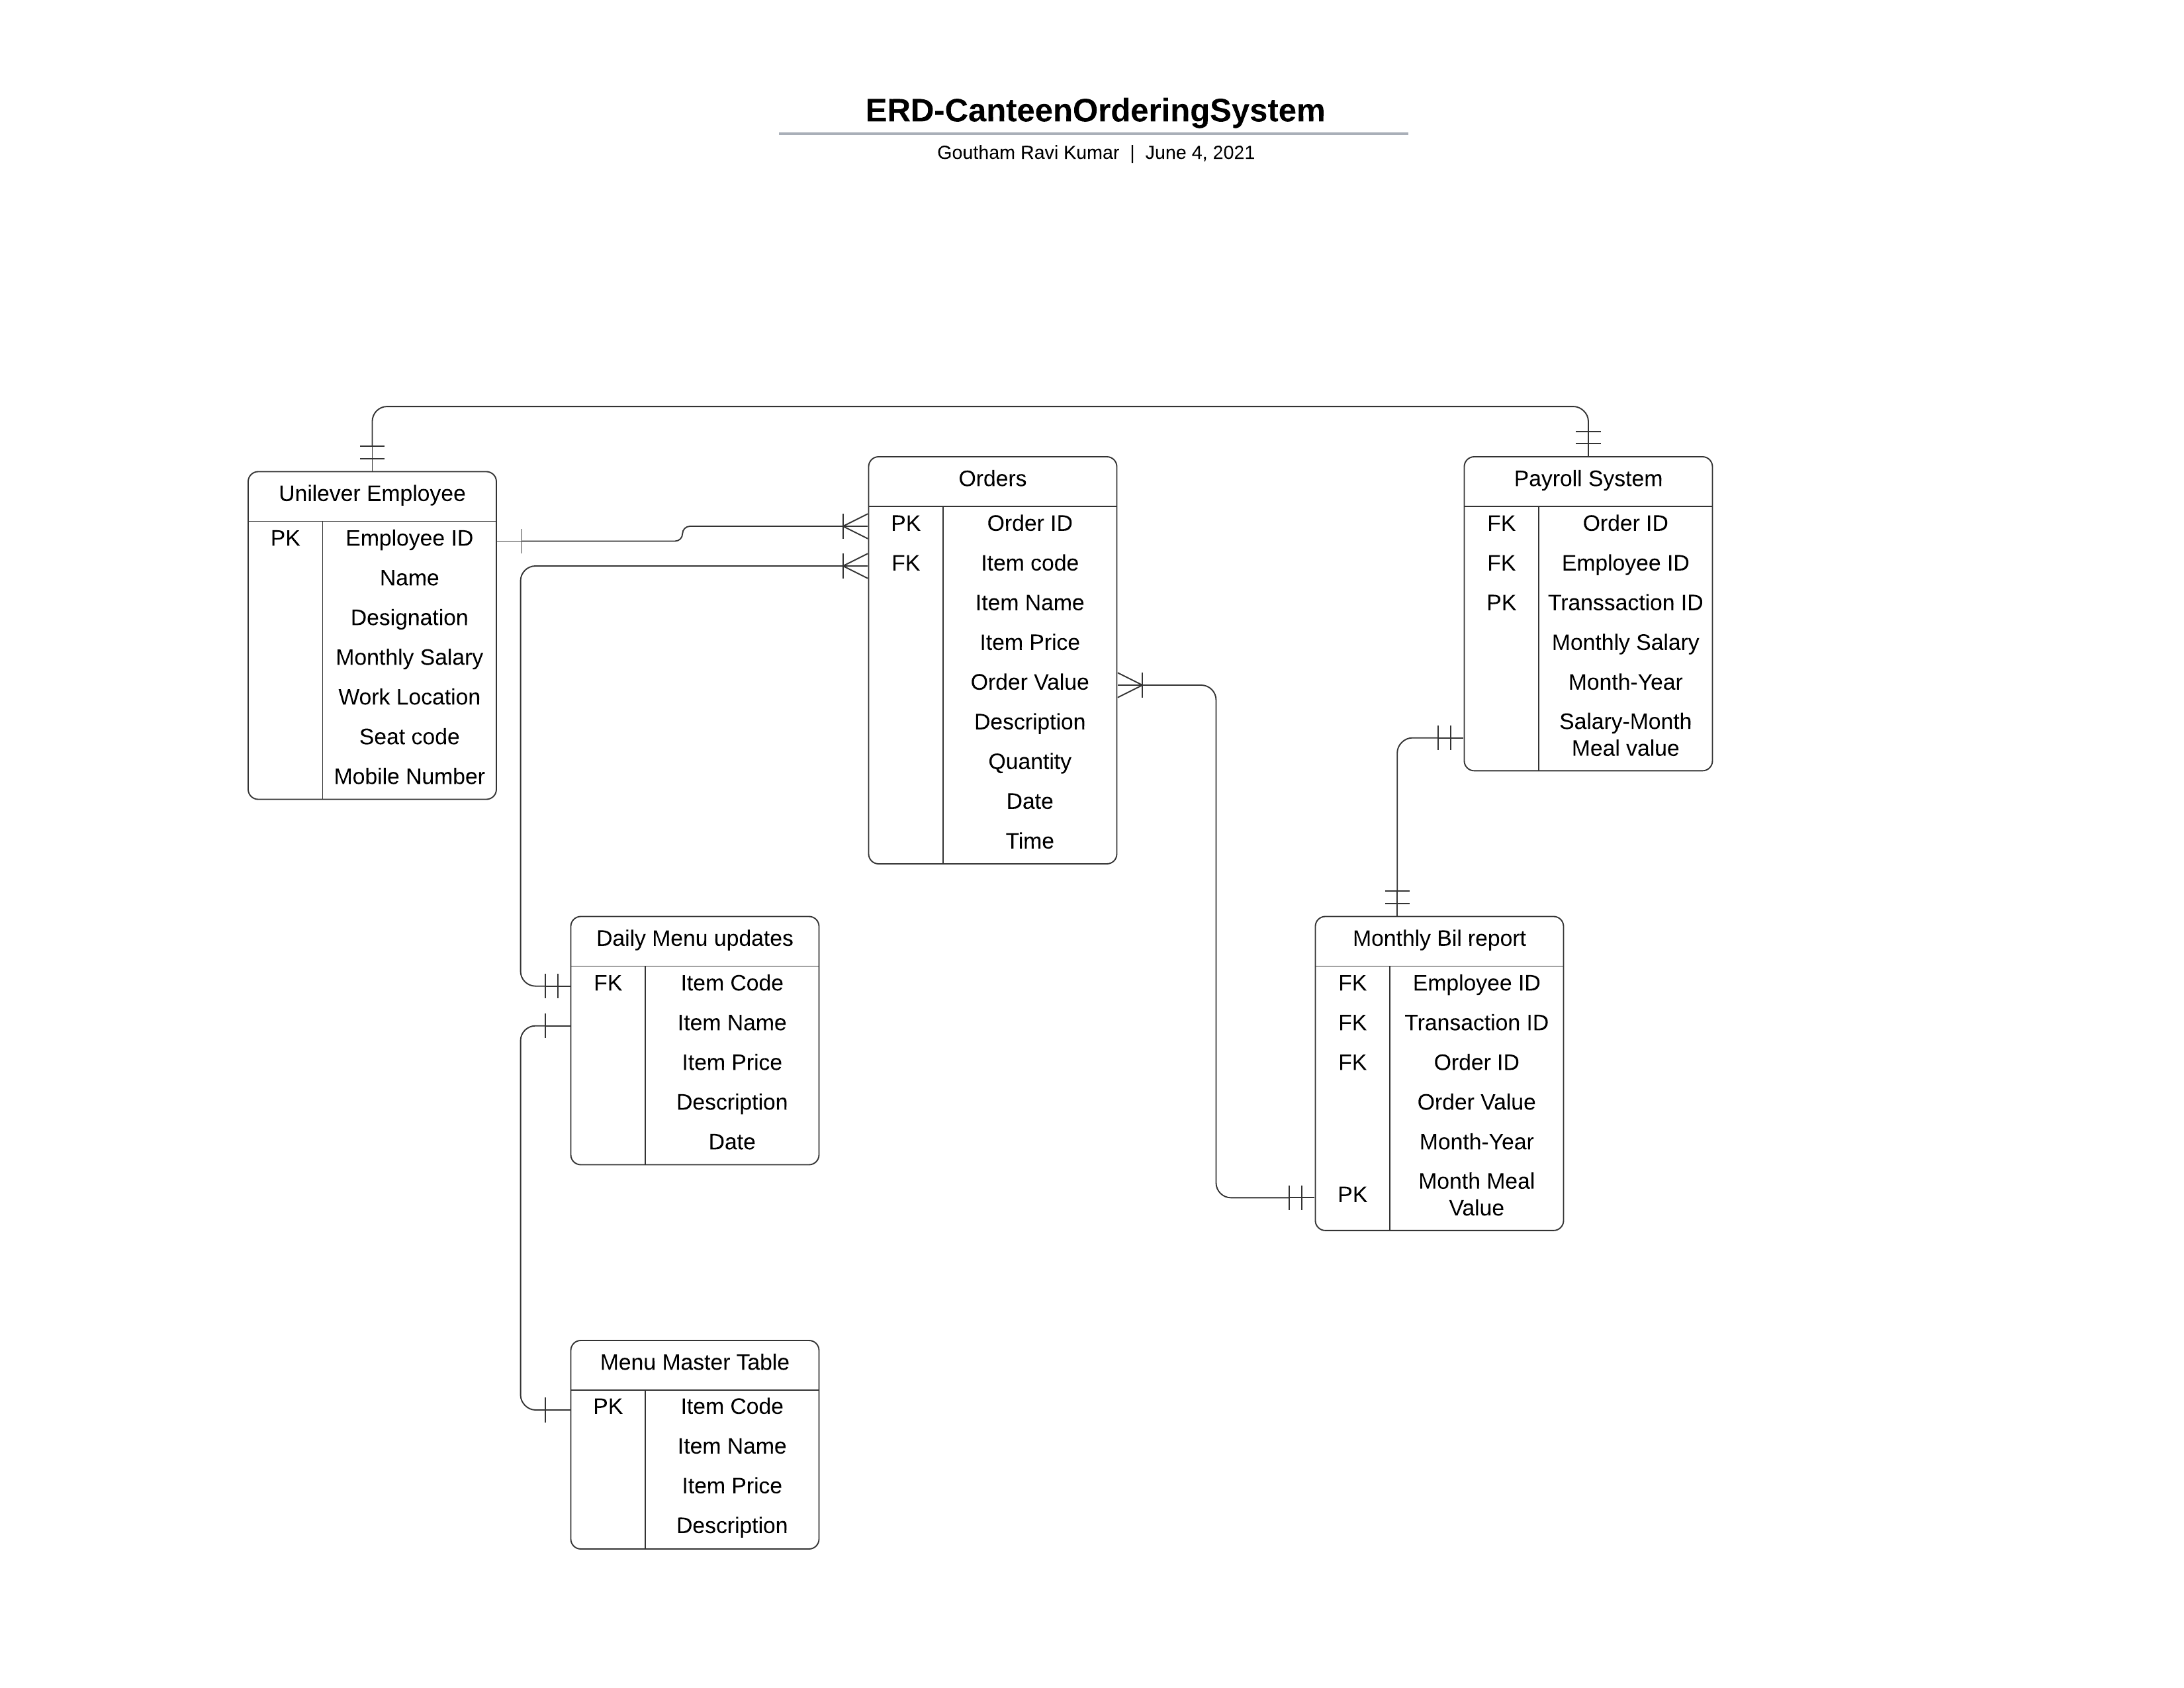 ERD-CanteenOrderingSystem
Goutham Ravi Kumar | June 4, 2021
Unilever Employee
PK Employee ID
Name
Designation
Monthly Salary
Work Location
Seat code
Mobile Number
Orders
PK Order ID
FK Item code
Item Name
Item Price
Order Value
Description
Quantity
Date
Time
Payroll System
FK Order ID
FK Employee ID
PK Transsaction ID
Monthly Salary
Month-Year
Salary-Month
Meal value
Daily Menu updates
FK Item Code
Item Name
Item Price
Description
Date
Monthly Bil report
FK Employee ID
FK Transaction ID
FK Order ID
Order Value
Month-Year
PK Month Meal
Value
Menu Master Table
PK Item Code
Item Name
Item Price
Description